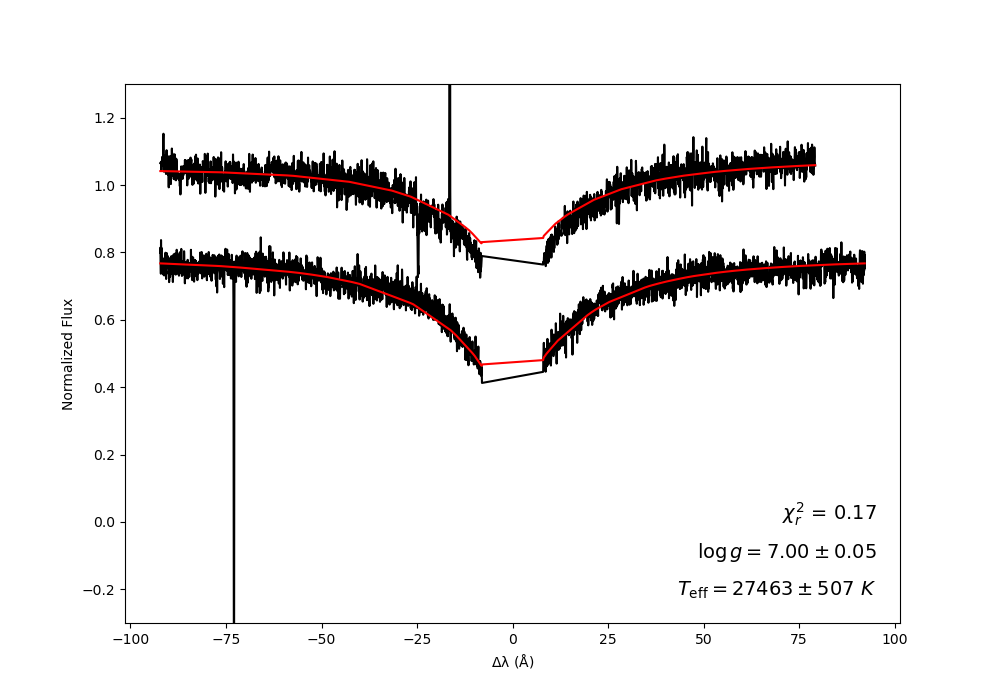 1.2
1.0
0.8
0.6
0.4
0.2
0.0
−0.2
Normalized Flux
χ²ᵣ = 0.17
log g = 7.00 ± 0.05
T_eff = 27463 ± 507 K
−100 −75 −50 −25 0 25 50 75 100
Δλ (Å)